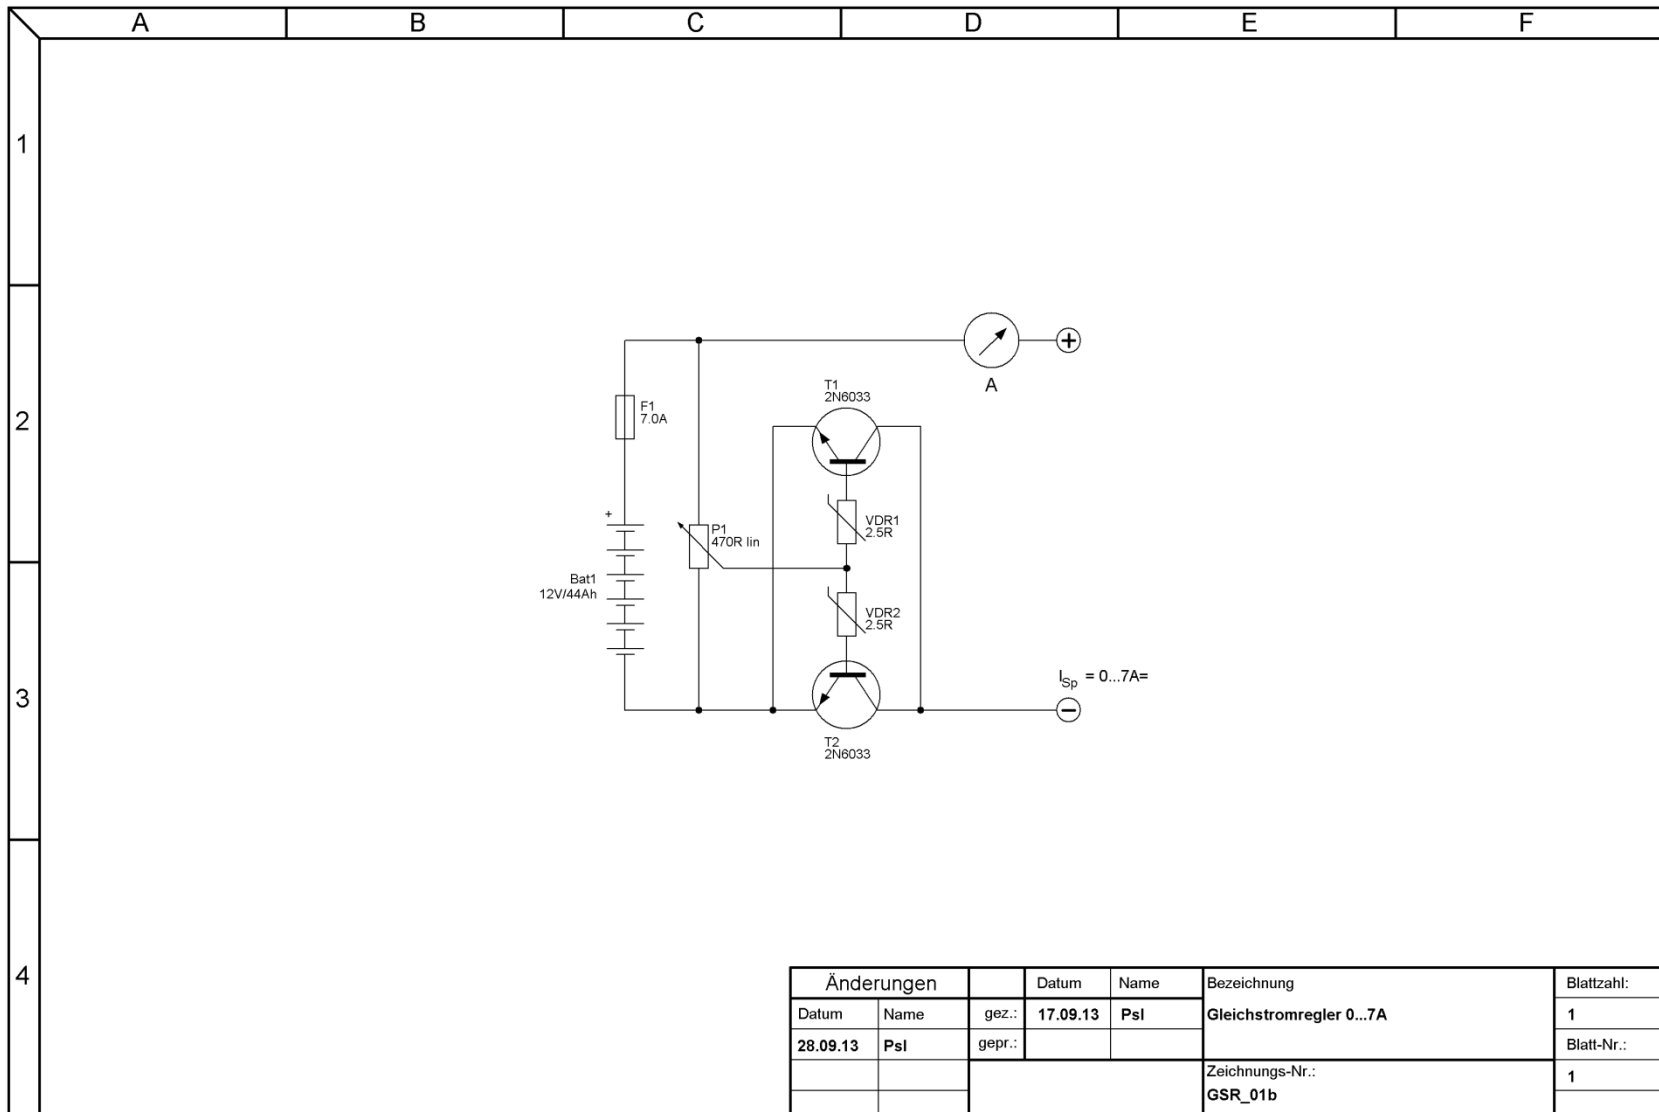 A B C D E F
1
2
3
4
A
T1
2N6033
F1
7.0A
+
VDR1
2.5R
P1
470R lin
Bat1
12V/44Ah
VDR2
2.5R
I_Sp = 0...7A=
T2
2N6033
Änderungen
Datum Name
28.09.13 Psl
Datum Name
gez.: 17.09.13 Psl
gepr.:
Bezeichnung
Gleichstromregler 0...7A
Zeichnungs-Nr.:
GSR_01b
Blattzahl:
1
Blatt-Nr.:
1